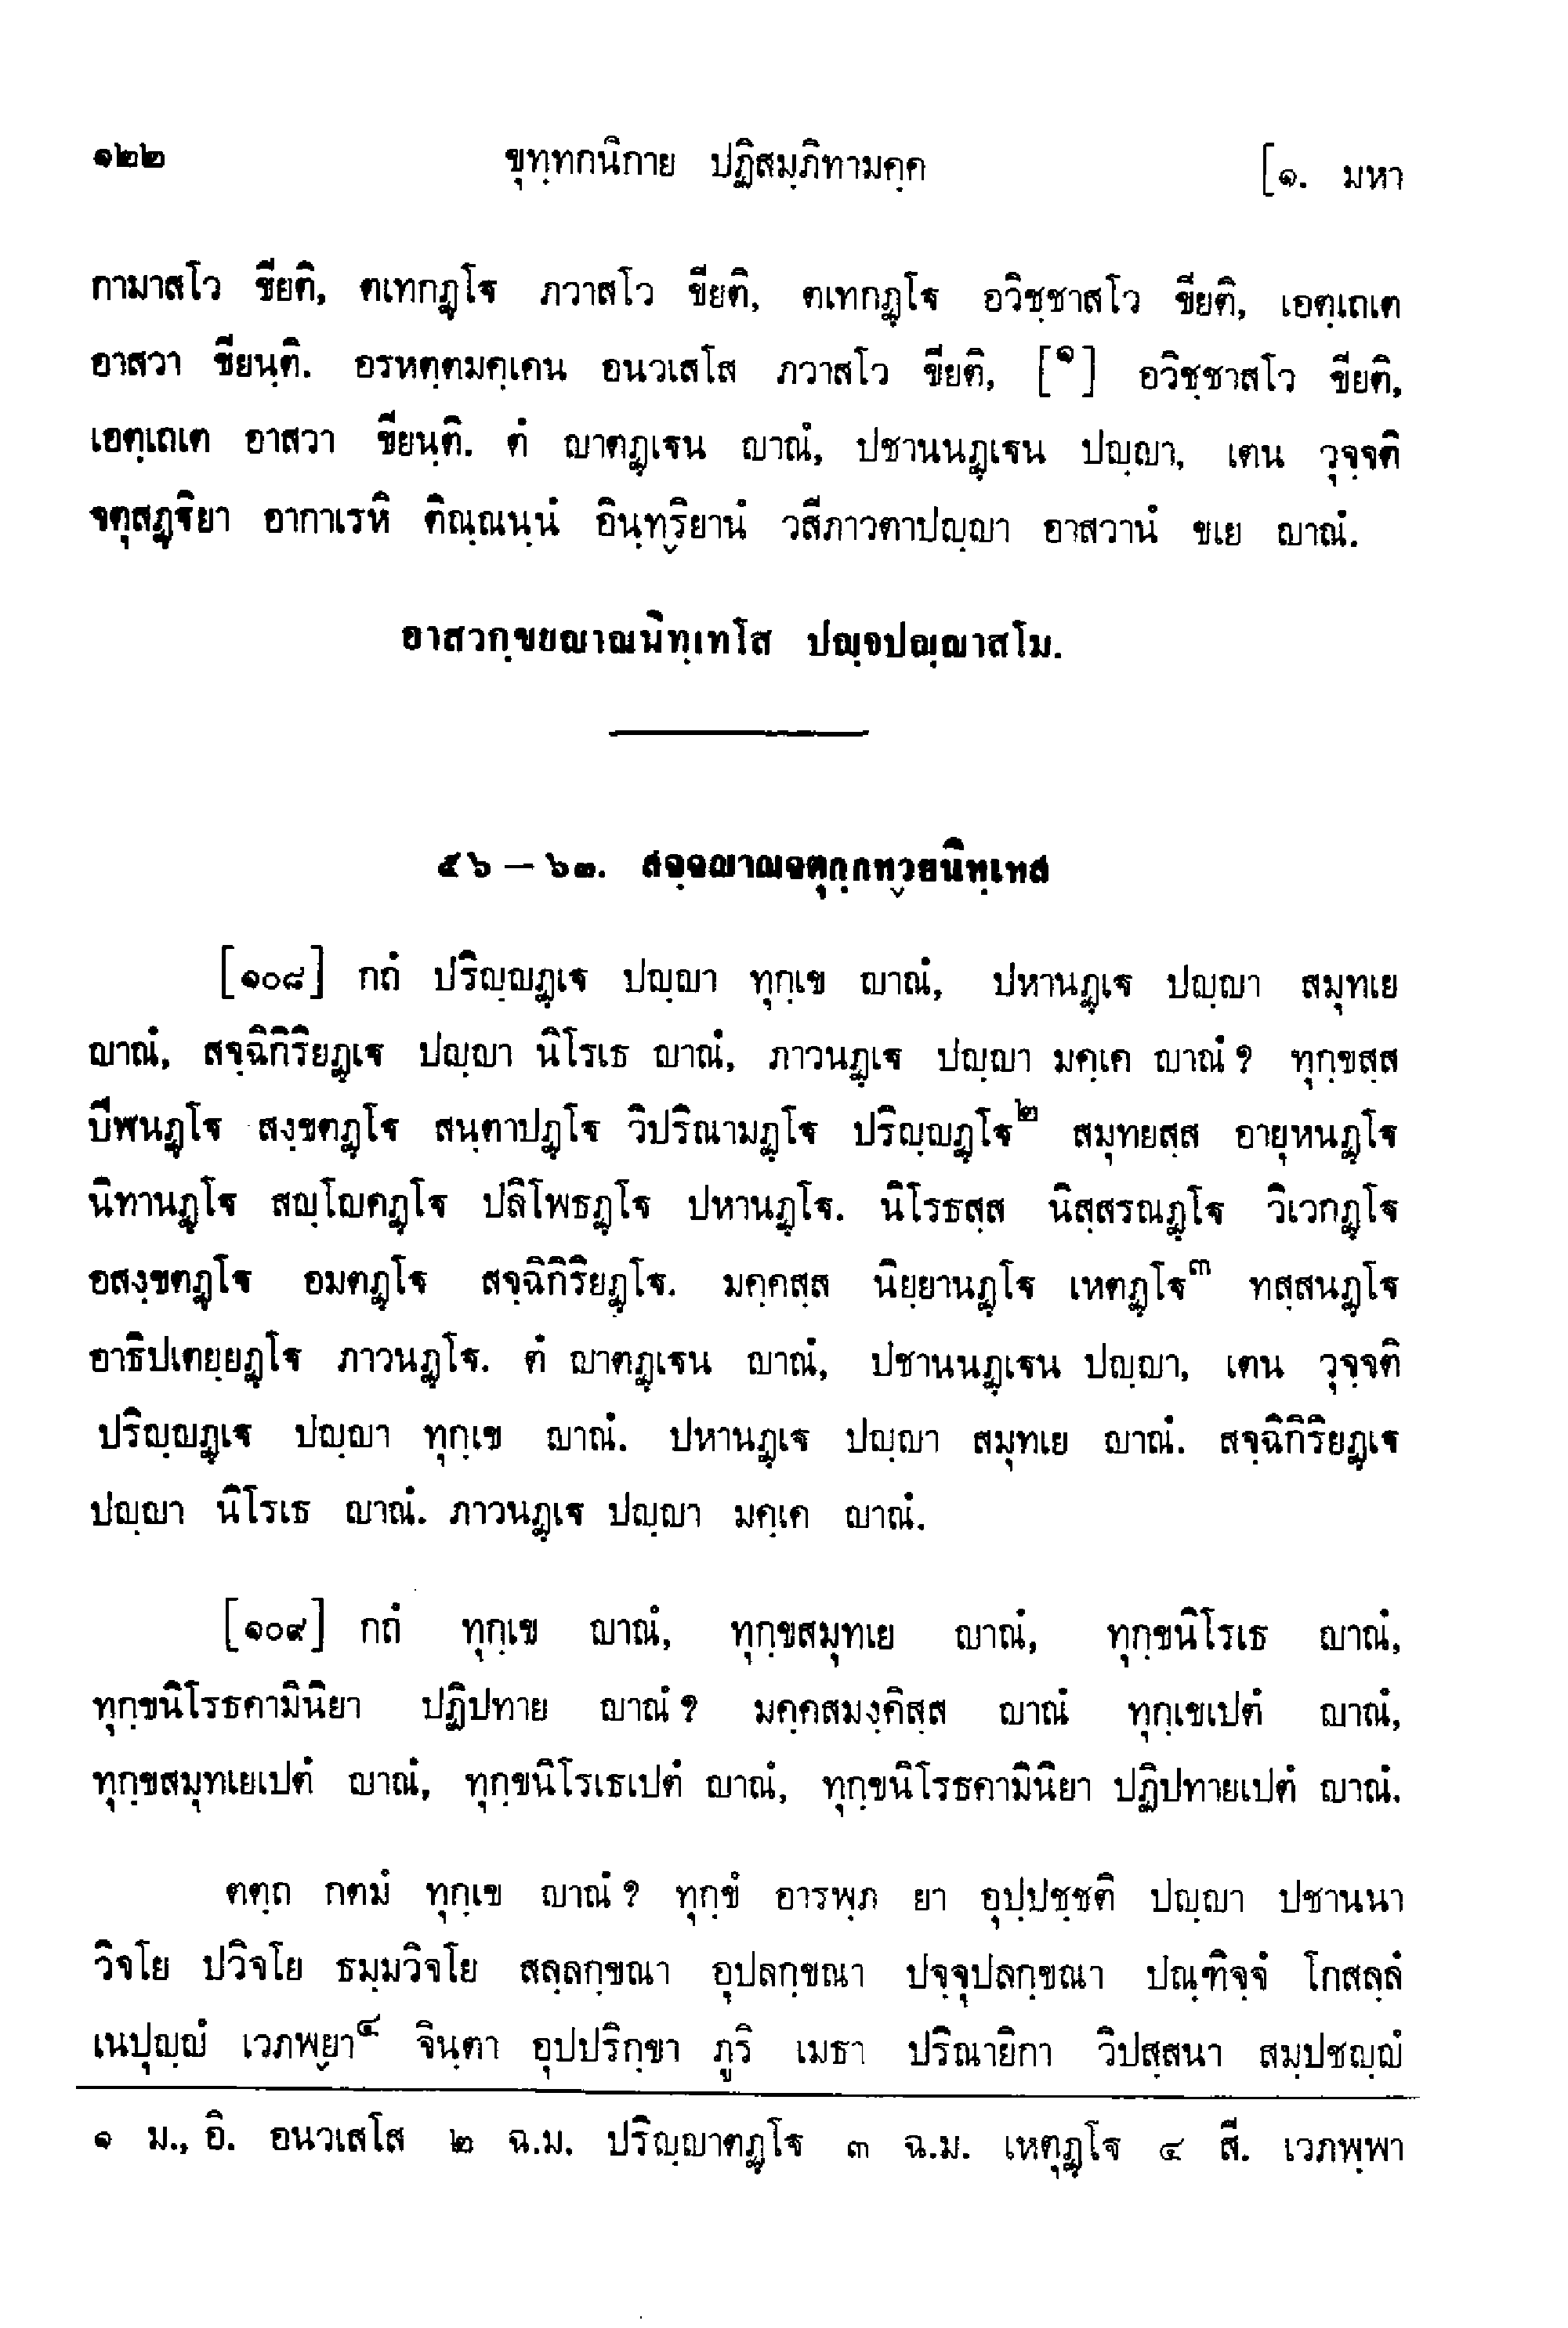 ๑๒๒ ขุทฺทกนิกาย ปฏิสมฺภิทามคฺค [๑. มหา
กามาสโว ขียติ, ตเทกฏฺโฐ ภวาสโว ขียติ, ตเทกฏฺโฐ อวิชฺชาสโว ขียติ, เอตฺเถเต
อาสวา ขียนฺติ. อรหตฺตมคฺเคน อนวเสโส ภวาสโว ขียติ, [๑] อวิชฺชาสโว ขียติ,
เอตฺเถเต อาสวา ขียนฺติ. ตํ ญาตฏฺเฐน ญาณํ, ปชานนฏฺเฐน ปญฺญา, เตน วุจฺจติ
จตุสฏฺฐิยา อากาเรหิ ติณฺณนฺนํ อินฺทฺริยานํ วสีภาวตาปญฺญา อาสวานํ ขเย ญาณํ.
อาสวกฺขยญาณนิทฺเทโส ปญฺจปญฺญาสโม.
๕๖ – ๖๓. สจฺจญาณจตุกฺกทฺวยนิทฺเทส
[๑๐๘] กถํ ปริญฺญฏฺเฐ ปญฺญา ทุกฺเข ญาณํ, ปหานฏฺเฐ ปญฺญา สมุทเย
ญาณํ, สจฺฉิกิริยฏฺเฐ ปญฺญา นิโรเธ ญาณํ, ภาวนฏฺเฐ ปญฺญา มคฺเค ญาณํ ? ทุกฺขสฺส
ปีฬนฏฺโฐ สงฺขตฏฺโฐ สนฺตาปฏฺโฐ วิปริณามฏฺโฐ ปริญฺญฏฺโฐ๒ สมุทยสฺส อายุหนฏฺโฐ
นิทานฏฺโฐ สญฺโญคฏฺโฐ ปลิโพธฏฺโฐ ปหานฏฺโฐ. นิโรธสฺส นิสฺสรณฏฺโฐ วิเวกฏฺโฐ
อสงฺขตฏฺโฐ อมตฏฺโฐ สจฺฉิกิริยฏฺโฐ. มคฺคสฺส นิยฺยานฏฺโฐ เหตฏฺโฐ๓ ทสฺสนฏฺโฐ
อาธิปเตยฺยฏฺโฐ ภาวนฏฺโฐ. ตํ ญาตฏฺเฐน ญาณํ, ปชานนฏฺเฐน ปญฺญา, เตน วุจฺจติ
ปริญฺญฏฺเฐ ปญฺญา ทุกฺเข ญาณํ. ปหานฏฺเฐ ปญฺญา สมุทเย ญาณํ. สจฺฉิกิริยฏฺเฐ
ปญฺญา นิโรเธ ญาณํ. ภาวนฏฺเฐ ปญฺญา มคฺเค ญาณํ.
[๑๐๙] กถํ ทุกฺเข ญาณํ, ทุกฺขสมุทเย ญาณํ, ทุกฺขนิโรเธ ญาณํ,
ทุกฺขนิโรธคามินิยา ปฏิปทาย ญาณํ ? มคฺคสมงฺคิสฺส ญาณํ ทุกฺเขเปตํ ญาณํ,
ทุกฺขสมุทเยเปตํ ญาณํ, ทุกฺขนิโรเธเปตํ ญาณํ, ทุกฺขนิโรธคามินิยา ปฏิปทายเปตํ ญาณํ.
ตตฺถ กตมํ ทุกฺเข ญาณํ ? ทุกฺขํ อารพฺภ ยา อุปฺปชฺชติ ปญฺญา ปชานนา
วิจโย ปวิจโย ธมฺมวิจโย สลฺลกฺขณา อุปลกฺขณา ปจฺจุปลกฺขณา ปณฺฑิจฺจํ โกสลฺลํ
เนปุญฺญํ เวภพฺยา๔ จินฺตา อุปปริกฺขา ภูริ เมธา ปริณายิกา วิปสฺสนา สมฺปชญฺญํ
๑ ม., อิ. อนวเสโส ๒ ฉ.ม. ปริญฺญาตฏฺโฐ ๓ ฉ.ม. เหตุฏฺโฐ ๔ สี. เวภพฺพา